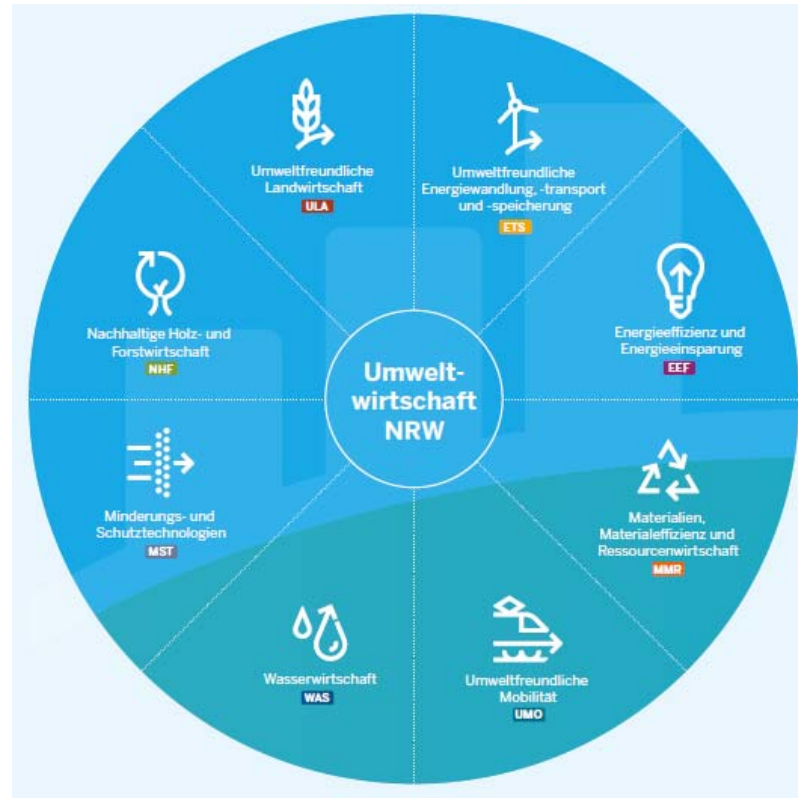 Umweltfreundliche
Landwirtschaft
ULA
Umweltfreundliche
Energiewandlung, -transport
und -speicherung
ETS
Energieeffizienz und
Energieeinsparung
EEF
Materialien,
Materialeffizienz und
Ressourcenwirtschaft
MMR
Umweltfreundliche
Mobilität
UMO
Wasserwirtschaft
WAS
Minderungs- und
Schutztechnologien
MST
Nachhaltige Holz- und
Forstwirtschaft
NHF
Umwelt-
wirtschaft
NRW